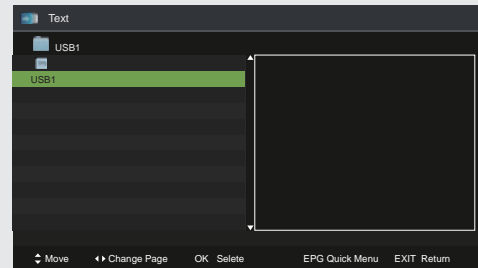 Text
USB1
USB1
Move Change Page OK Selete EPG Quick Menu EXIT Return